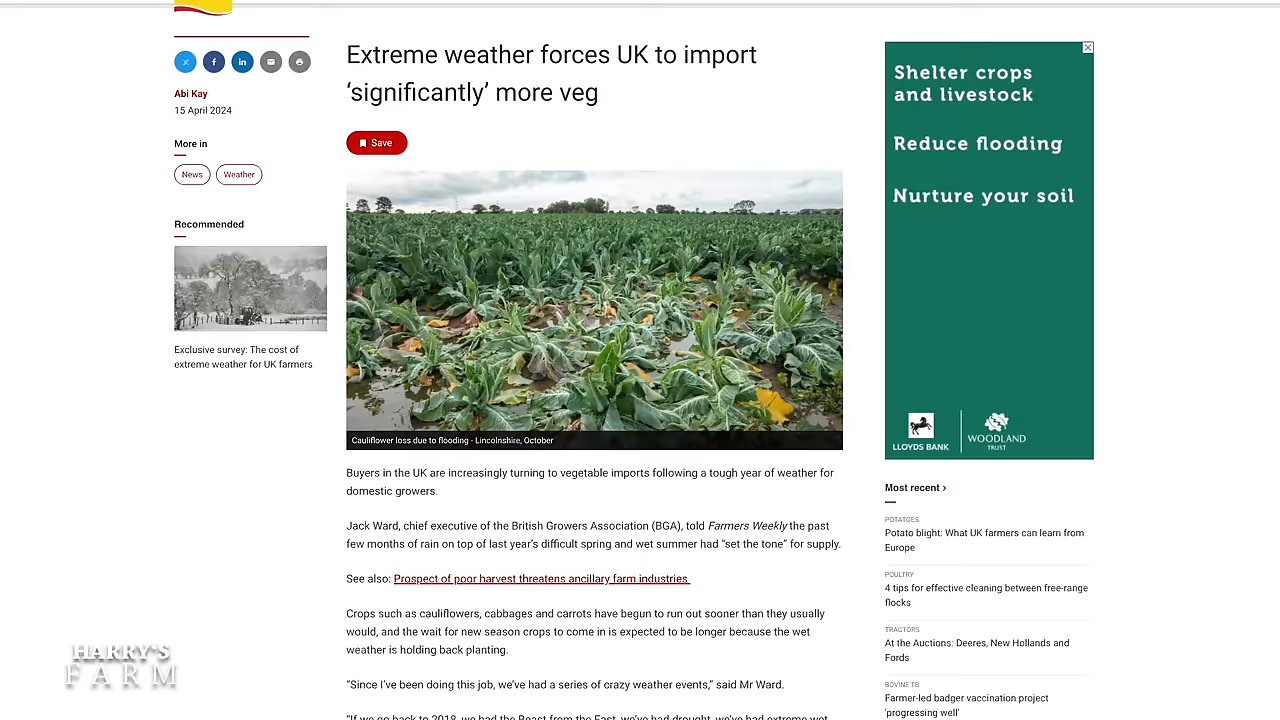 Abi Kay
15 April 2024
More in
News
Weather
Recommended
Exclusive survey: The cost of
extreme weather for UK farmers
Extreme weather forces UK to import
‘significantly’ more veg
Save
Cauliflower loss due to flooding - Lincolnshire, October
Buyers in the UK are increasingly turning to vegetable imports following a tough year of weather for
domestic growers.
Jack Ward, chief executive of the British Growers Association (BGA), told Farmers Weekly the past
few months of rain on top of last year’s difficult spring and wet summer had “set the tone” for supply.
See also: Prospect of poor harvest threatens ancillary farm industries
Crops such as cauliflowers, cabbages and carrots have begun to run out sooner than they usually
would, and the wait for new season crops to come in is expected to be longer because the wet
weather is holding back planting.
“Since I’ve been doing this job, we’ve had a series of crazy weather events,” said Mr Ward.
“If we go back to 2018, we had the Beast from the East, we’ve had drought, we’ve had extreme wet
Shelter crops
and livestock
Reduce flooding
Nurture your soil
LLOYDS BANK
WOODLAND
TRUST
Most recent ›
POTATOES
Potato blight: What UK farmers can learn from
Europe
POULTRY
4 tips for effective cleaning between free-range
flocks
TRACTORS
At the Auctions: Deeres, New Hollands and
Fords
BOVINE TB
Farmer-led badger vaccination project
'progressing well'
HARRY'S
FARM